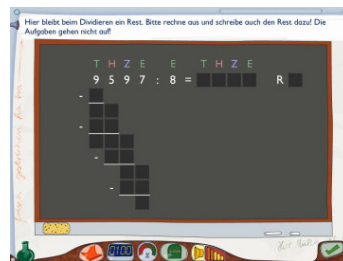 Hier bleibt beim Dividieren ein Rest. Bitte rechne aus und schreibe auch den Rest dazu! Die
Aufgaben gehen nicht auf!
T H Z E E T H Z E
9 5 9 7 : 8 = R
-
-
-
-
0100